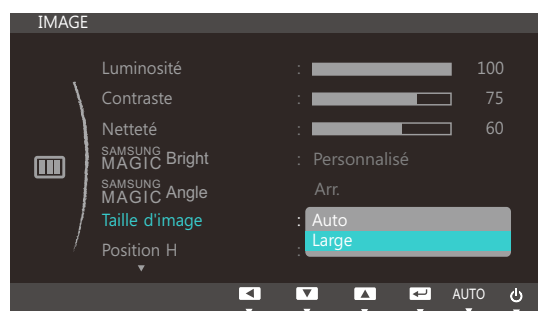 IMAGE
Luminosité : 100
Contraste : 75
Netteté : 60
SAMSUNG MAGIC Bright : Personnalisé
SAMSUNG MAGIC Angle Arr.
Taille d'image : Auto
Large
Position H :
AUTO